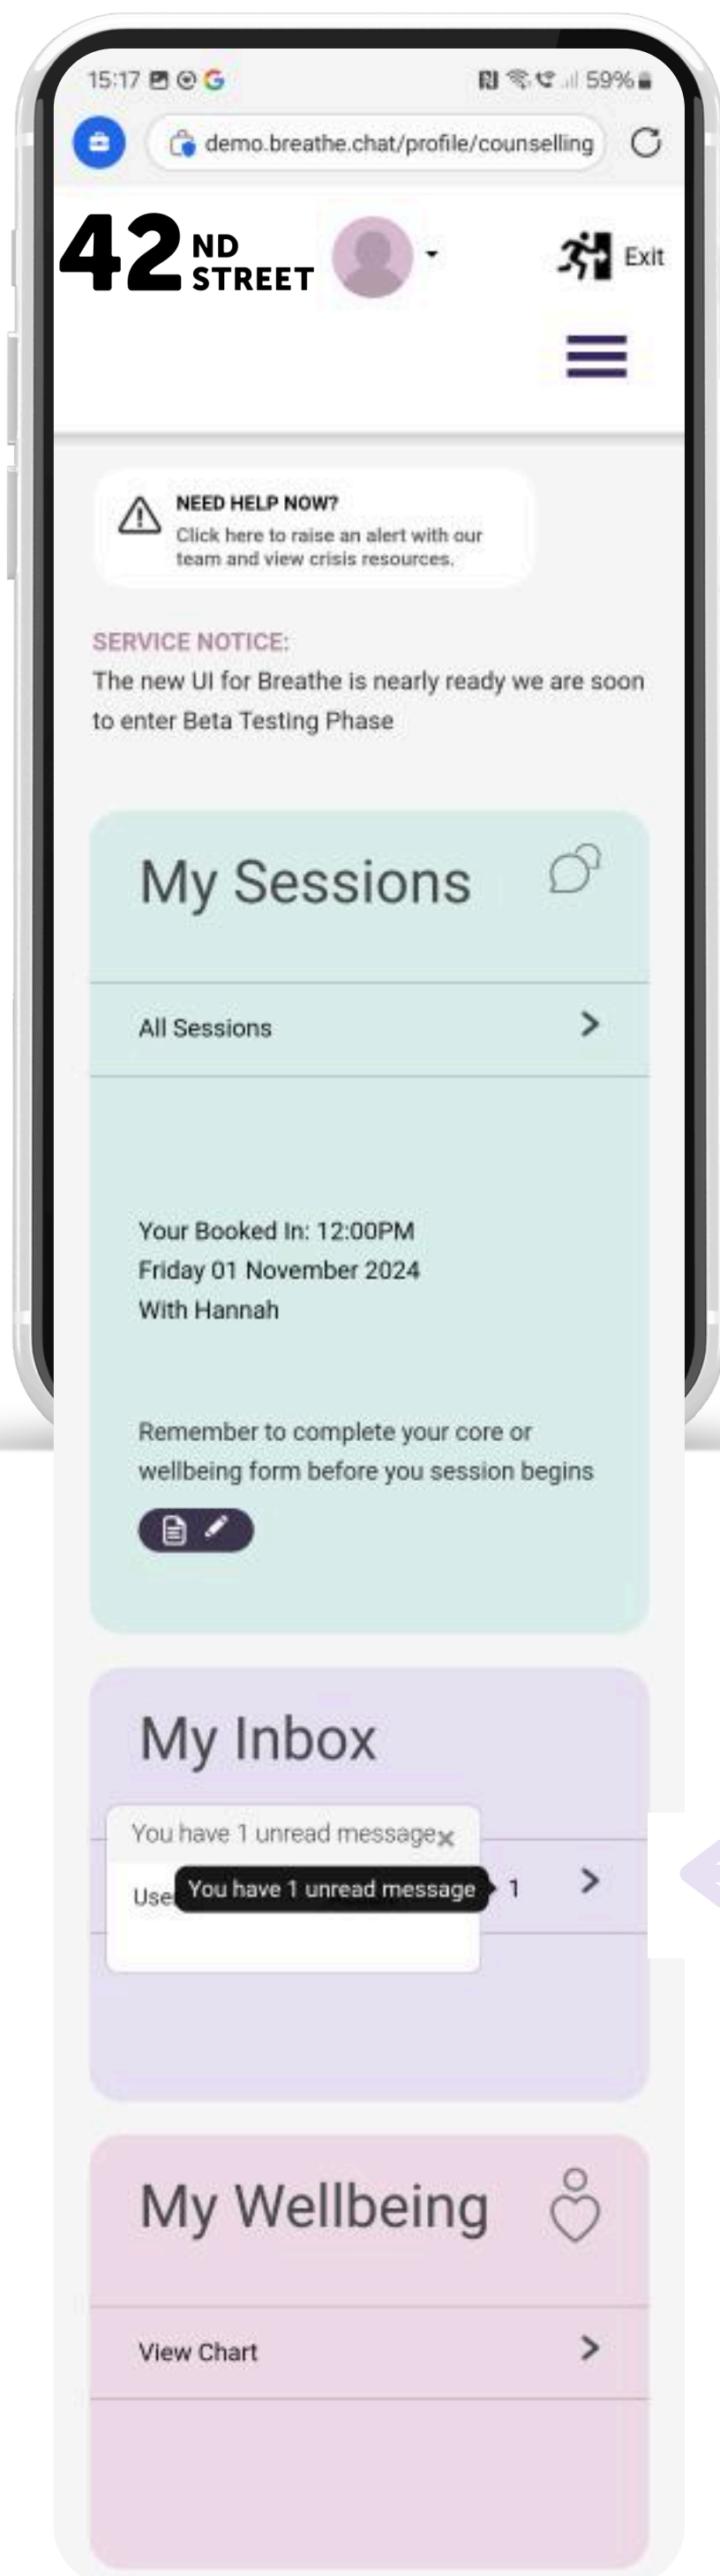 15:17
59%
demo.breathe.chat/profile/counselling
42 ND
STREET
Exit
NEED HELP NOW?
Click here to raise an alert with our
team and view crisis resources.
SERVICE NOTICE:
The new UI for Breathe is nearly ready we are soon
to enter Beta Testing Phase
My Sessions
All Sessions
Your Booked In: 12:00PM
Friday 01 November 2024
With Hannah
Remember to complete your core or
wellbeing form before you session begins
My Inbox
You have 1 unread message
You have 1 unread message
1
My Wellbeing
View Chart